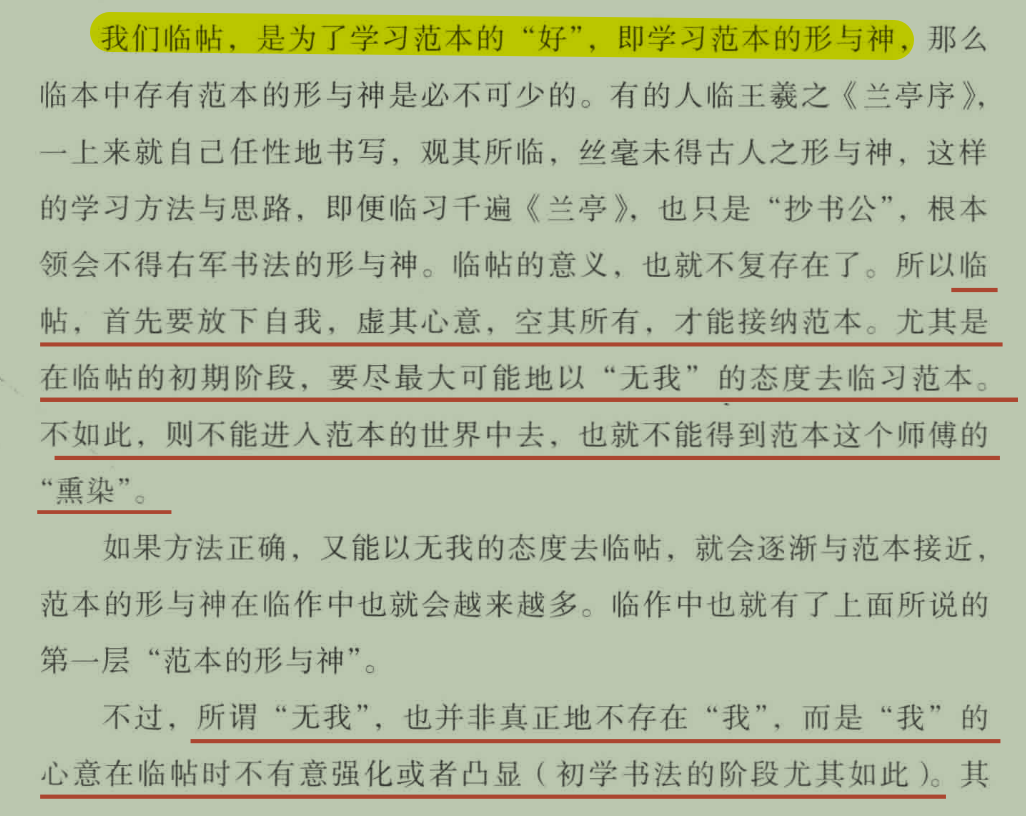 我们临帖，是为了学习范本的“好”，即学习范本的形与神，那么
临本中存有范本的形与神是必不可少的。有的人临王羲之《兰亭序》，
一上来就自己任性地书写，观其所临，丝毫未得古人之形与神，这样
的学习方法与思路，即便临习千遍《兰亭》，也只是“抄书公”，根本
领会不得右军书法的形与神。临帖的意义，也就不复存在了。所以临
帖，首先要放下自我，虚其心意，空其所有，才能接纳范本。尤其是
在临帖的初期阶段，要尽最大可能地以“无我”的态度去临习范本。
不如此，则不能进入范本的世界中去，也就不能得到范本这个师傅的
“熏染”。
如果方法正确，又能以无我的态度去临帖，就会逐渐与范本接近，
范本的形与神在临作中也就会越来越多。临作中也就有了上面所说的
第一层“范本的形与神”。
不过，所谓“无我”，也并非真正地不存在“我”，而是“我”的
心意在临帖时不有意强化或者凸显（初学书法的阶段尤其如此）。其